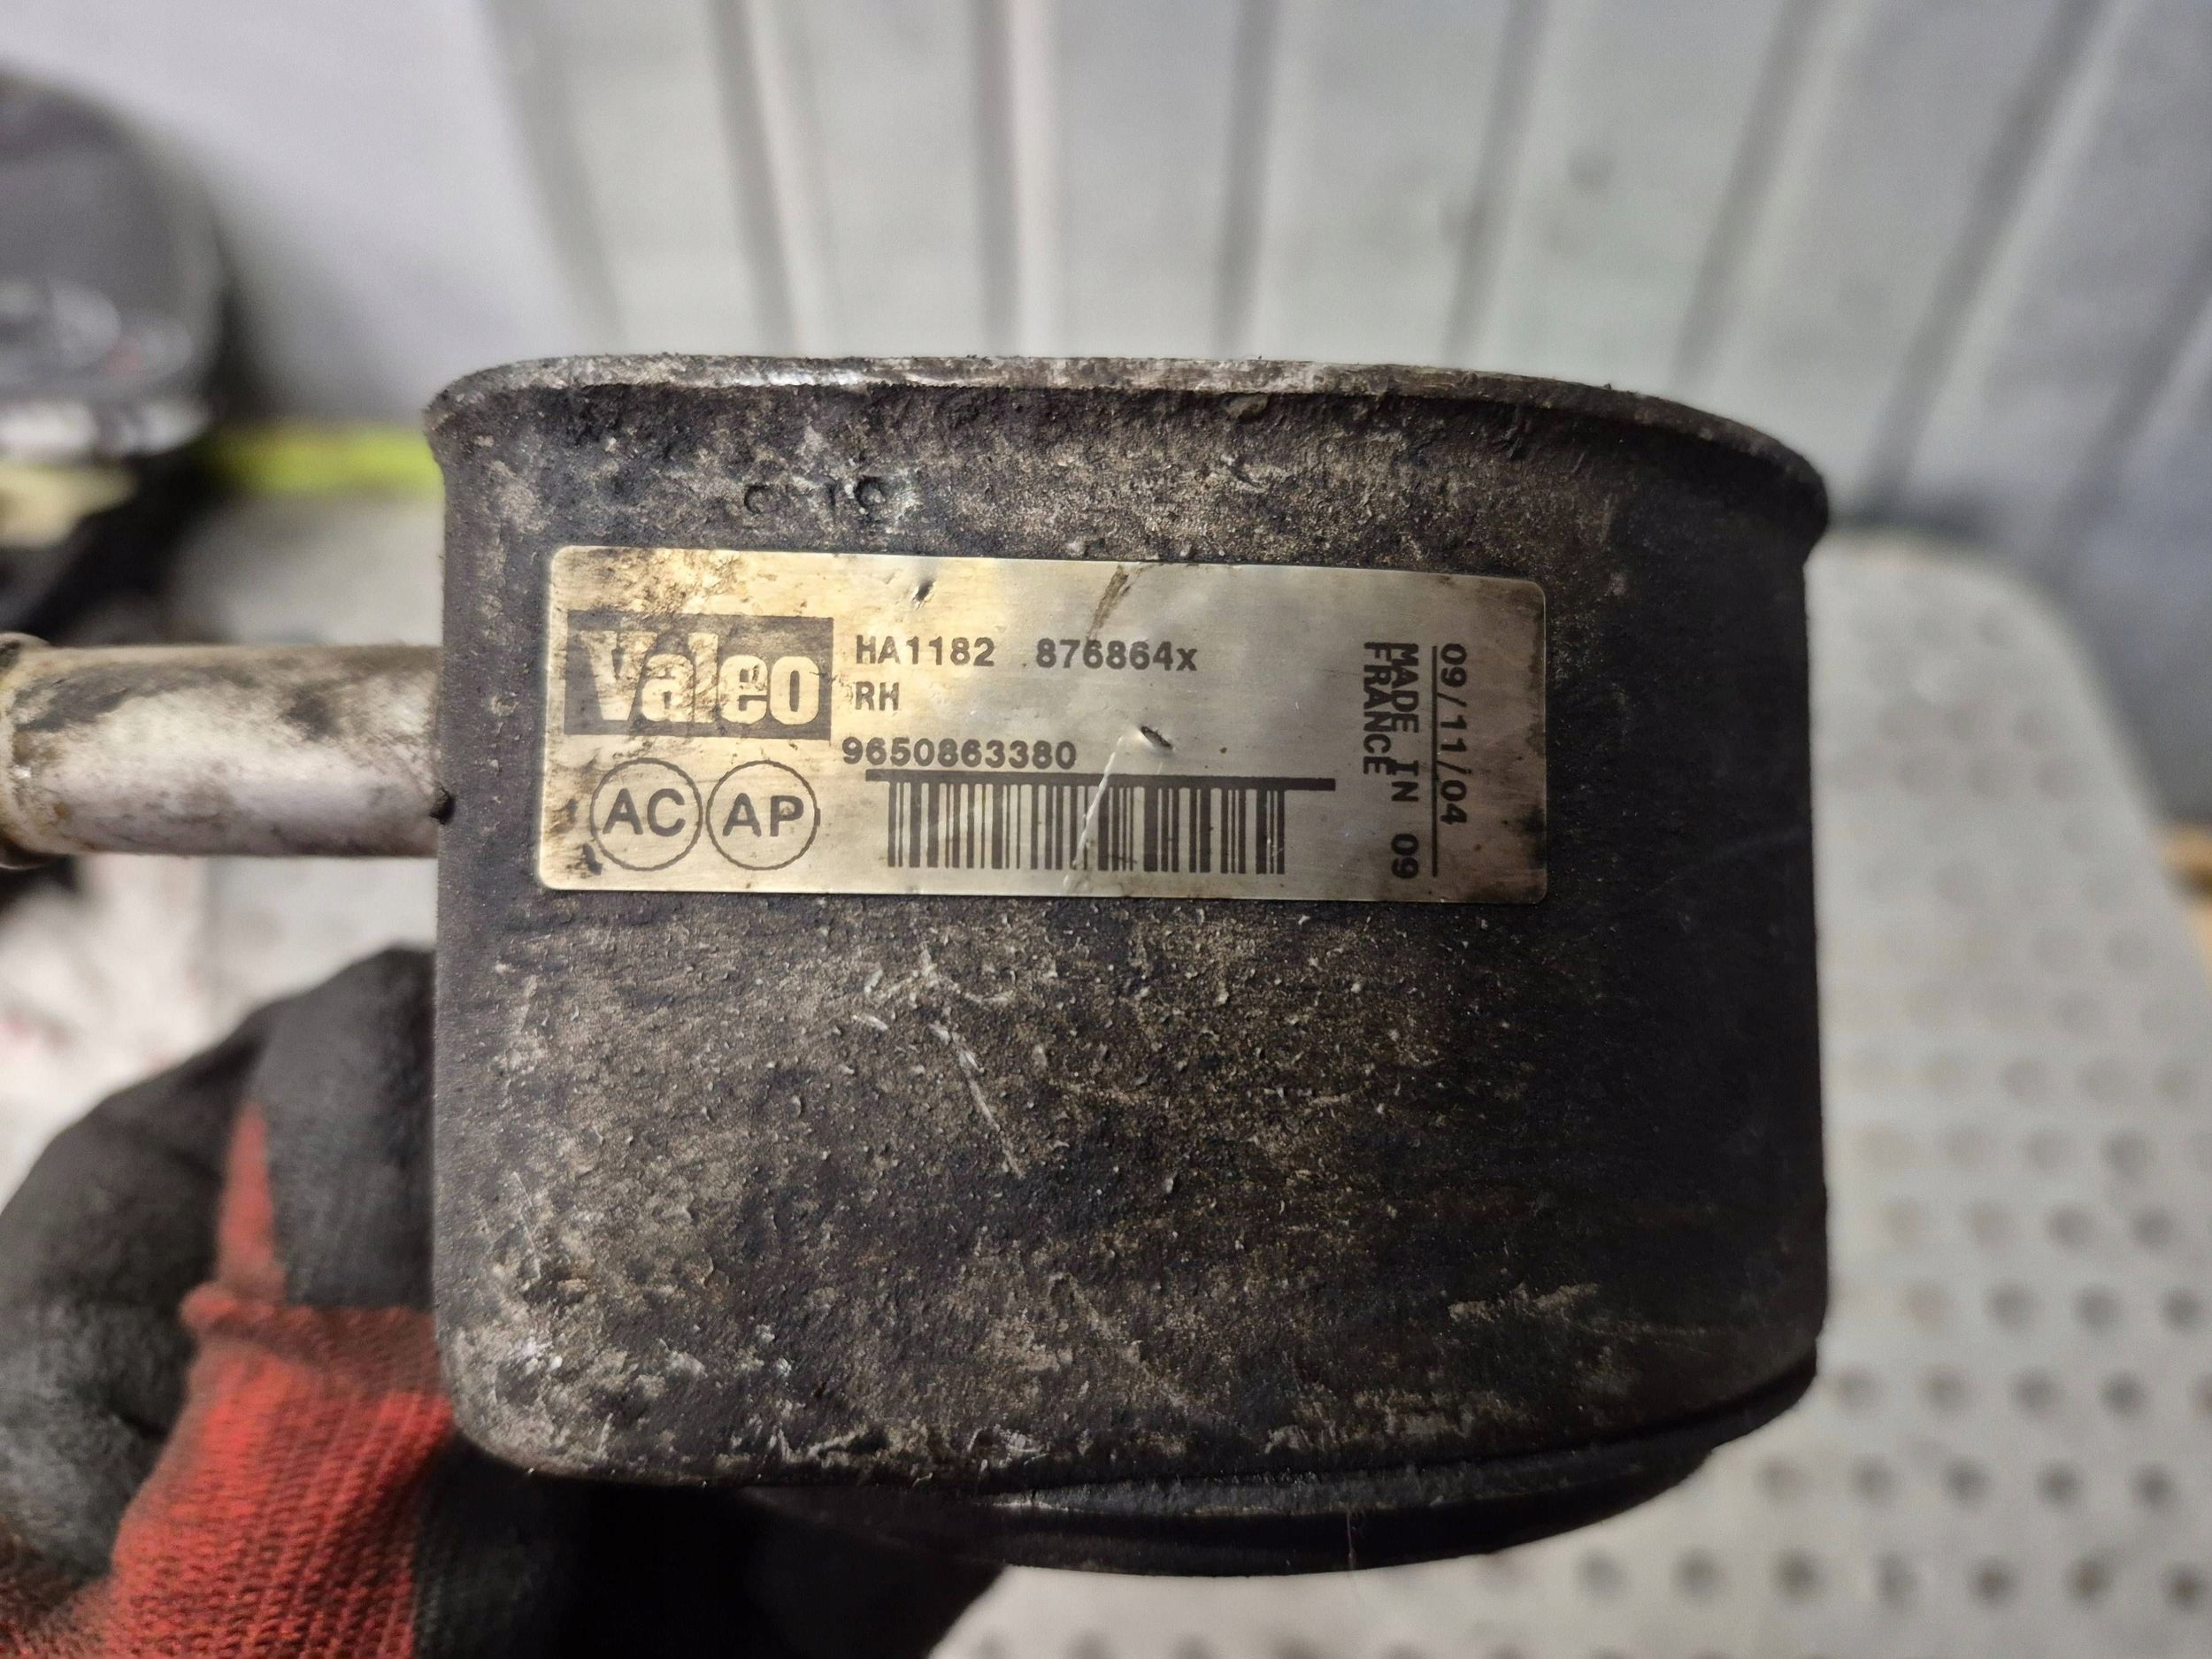 Valeo
HA1182 876864x
RH
9650863380
AC AP
09/11/04
MADE IN 09
FRANCE